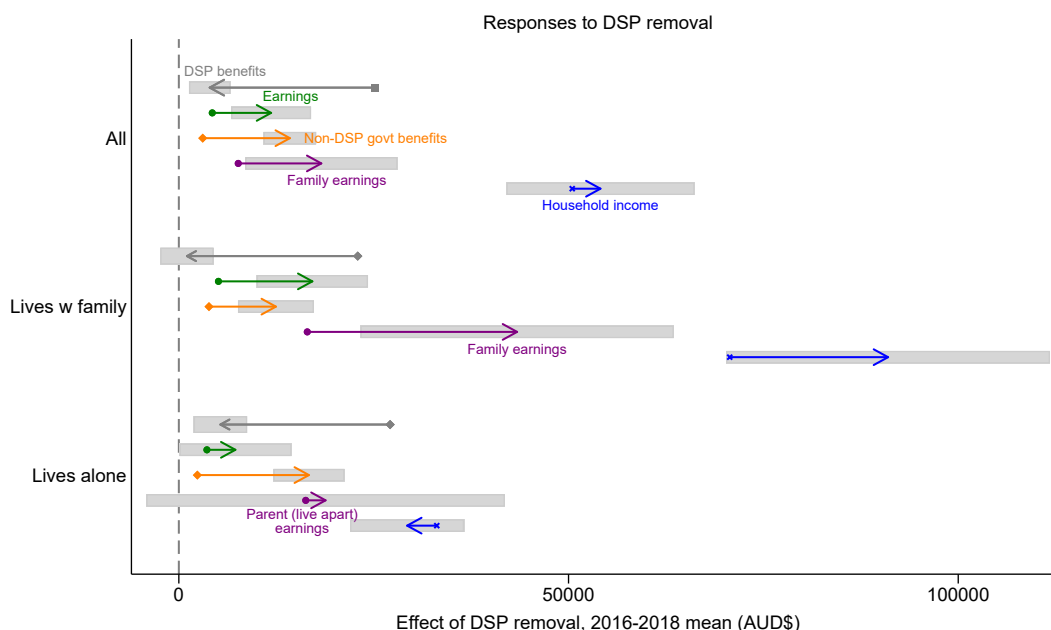 Responses to DSP removal
DSP benefits
Earnings
All
Non-DSP govt benefits
Family earnings
Household income
Lives w family
Family earnings
Lives alone
Parent (live apart)
earnings
0
50000
100000
Effect of DSP removal, 2016-2018 mean (AUD$)